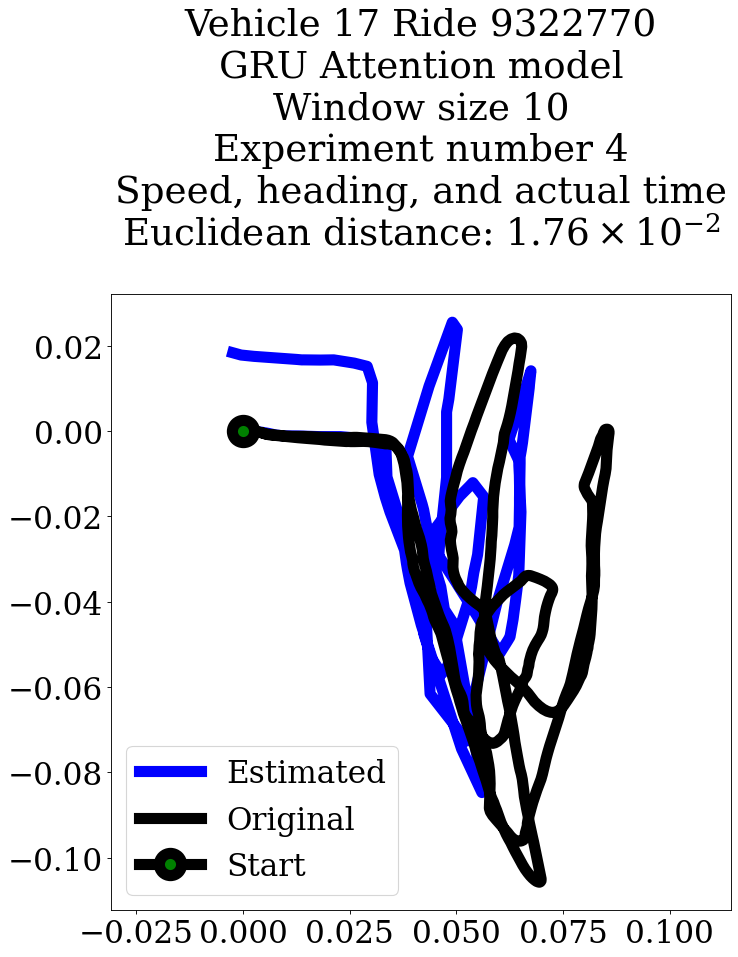 Vehicle 17 Ride 9322770
GRU Attention model
Window size 10
Experiment number 4
Speed, heading, and actual time
Euclidean distance: 1.76 × 10⁻²
0.02
0.00
−0.02
−0.04
−0.06
−0.08
−0.10
Estimated
Original
Start
−0.025 0.000 0.025 0.050 0.075 0.100